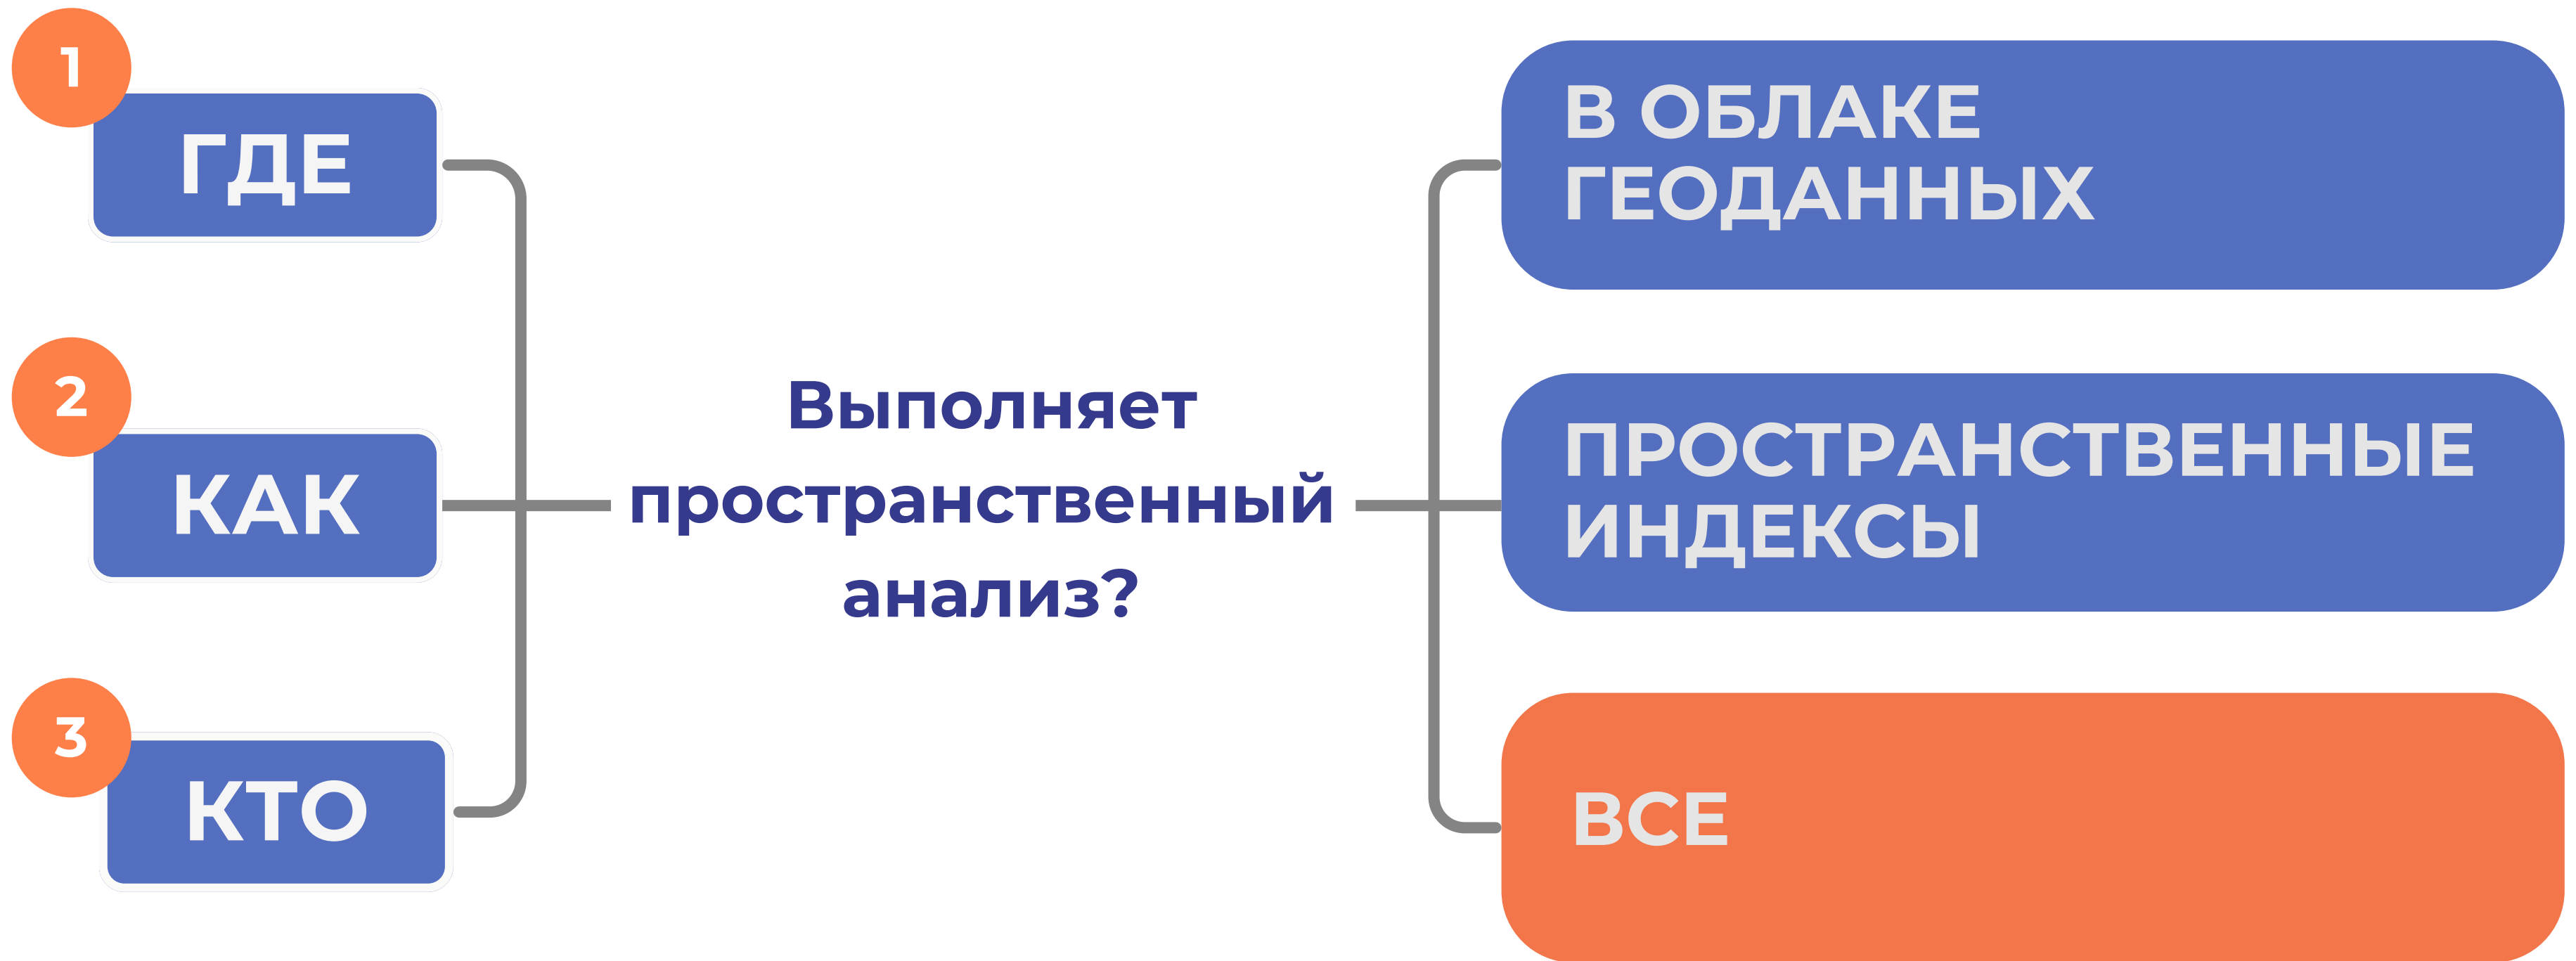 1
ГДЕ
2
КАК
3
КТО
Выполняет
пространственный
анализ?
В ОБЛАКЕ
ГЕОДАННЫХ
ПРОСТРАНСТВЕННЫЕ
ИНДЕКСЫ
ВСЕ